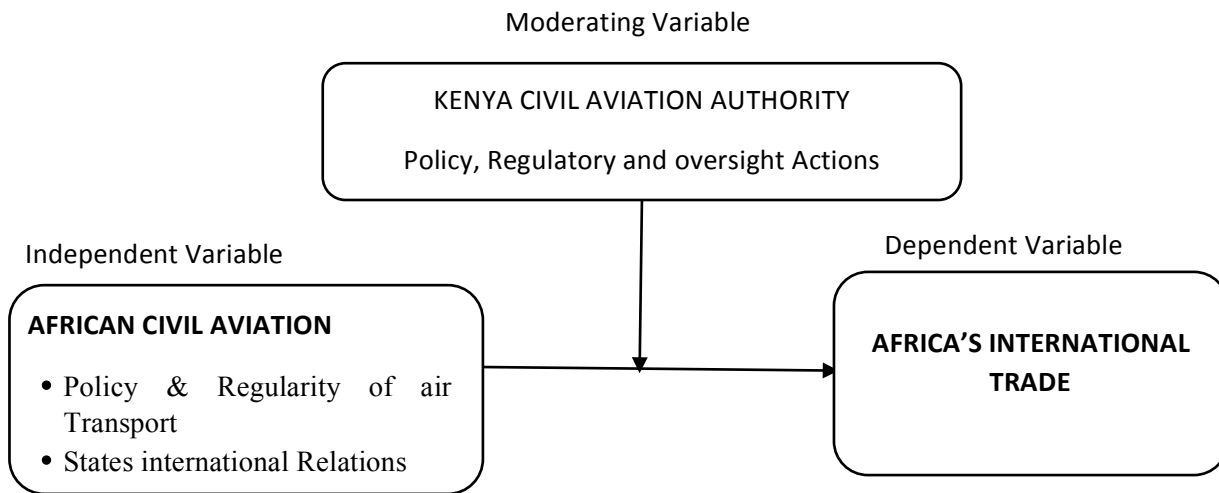 Moderating Variable
KENYA CIVIL AVIATION AUTHORITY
Policy, Regulatory and oversight Actions
Independent Variable
Dependent Variable
AFRICAN CIVIL AVIATION
• Policy & Regularity of air
Transport
• States international Relations
AFRICA’S INTERNATIONAL
TRADE